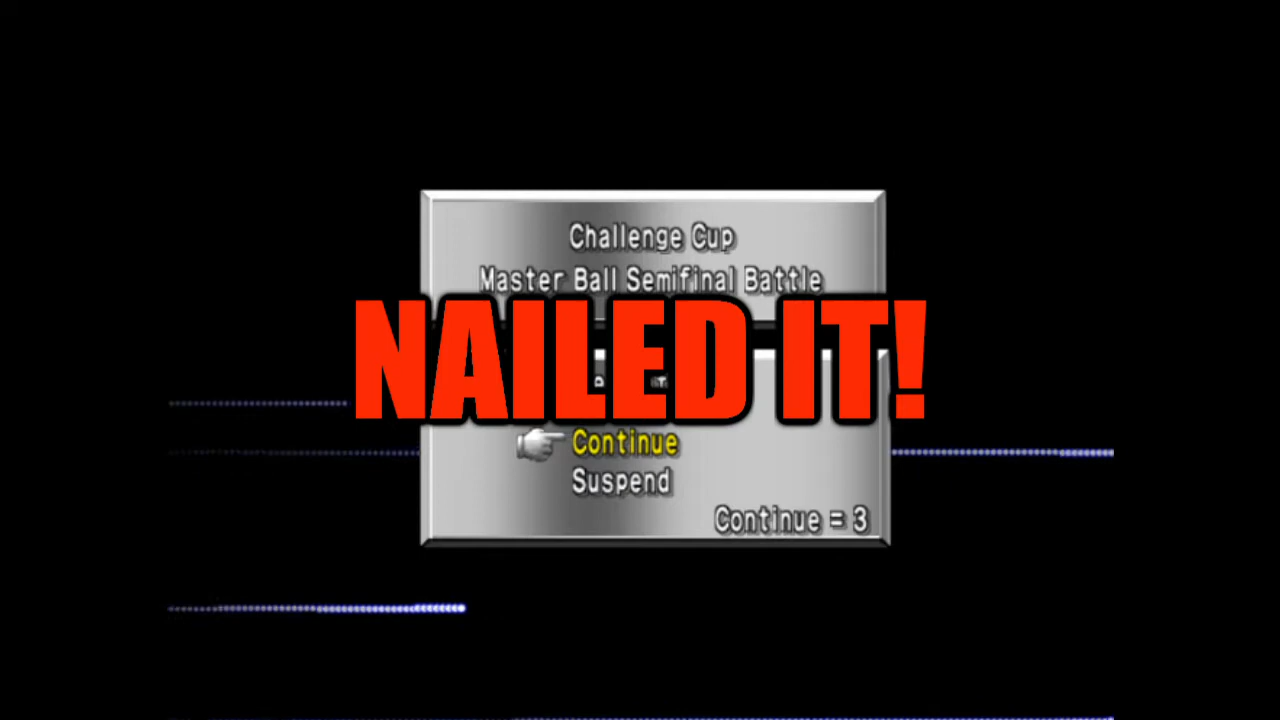 Challenge Cup
Master Ball Semifinal Battle
NAILED IT!
Continue
Suspend
Continue = 3